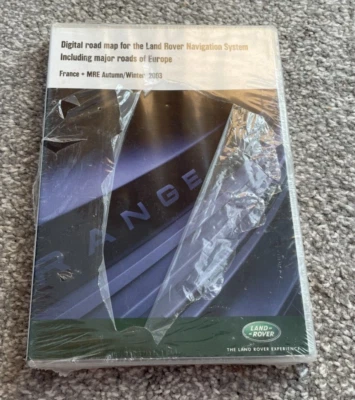 Digital road map for the Land Rover Navigation System
Including major roads of Europe
France + MRE Autumn/Winter 2003
ANGE
LAND
ROVER
THE LAND ROVER EXPERIENCE